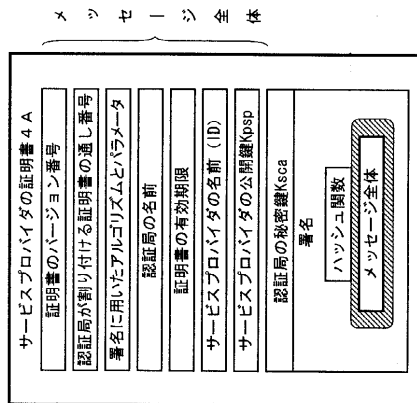 メッセージ全体
サービスプロバイダの証明書4A
証明書のバージョン番号
認証局が割り付ける証明書の通し番号
署名に用いたアルゴリズムとパラメータ
認証局の名前
証明書の有効期限
サービスプロバイダの名前(ID)
サービスプロバイダの公開鍵Kpsp
認証局の秘密鍵Ksca
署名
ハッシュ関数
メッセージ全体